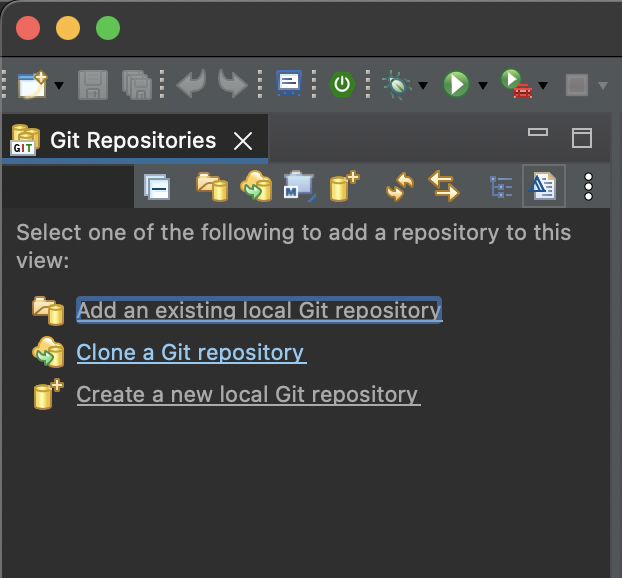 GIT Git Repositories
M
Select one of the following to add a repository to this
view:
Add an existing local Git repository
Clone a Git repository
Create a new local Git repository